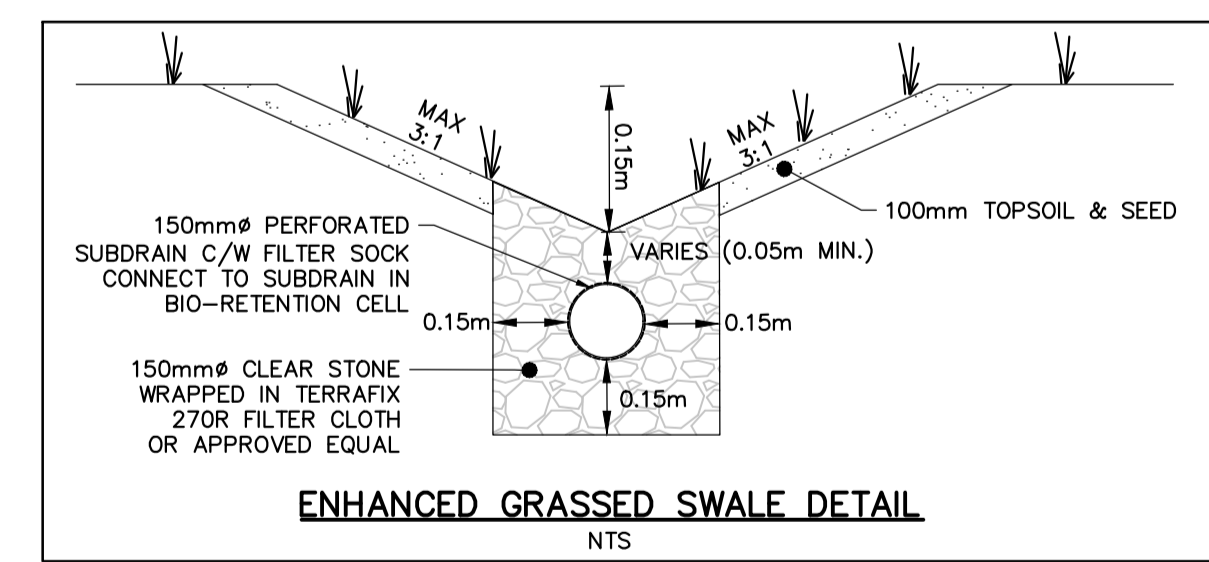 MAX
3:1
0.15m
MAX
3:1
150mmø PERFORATED
SUBDRAIN C/W FILTER SOCK
CONNECT TO SUBDRAIN IN
BIO-RETENTION CELL
100mm TOPSOIL & SEED
VARIES (0.05m MIN.)
0.15m
0.15m
150mmø CLEAR STONE
WRAPPED IN TERRAFIX
270R FILTER CLOTH
OR APPROVED EQUAL
0.15m
ENHANCED GRASSED SWALE DETAIL
NTS